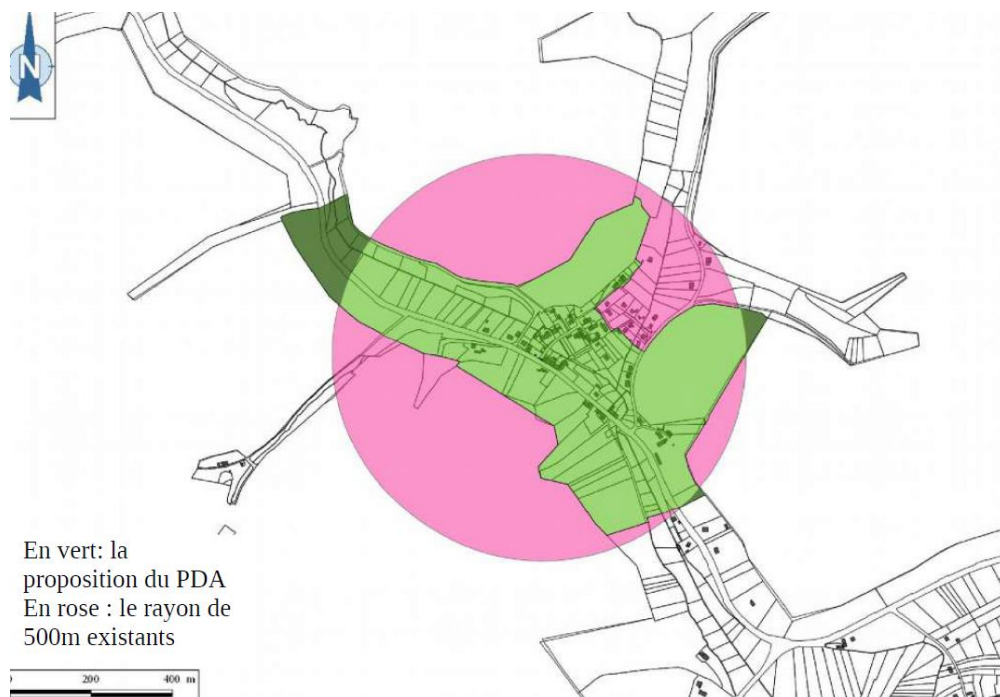 N
En vert: la
proposition du PDA
En rose : le rayon de
500m existants
200 400 m